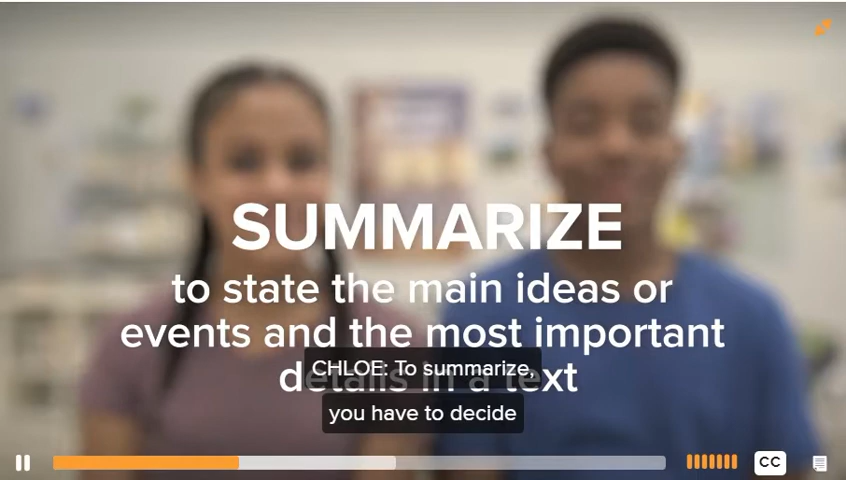 SUMMARIZE
to state the main ideas or
events and the most important
details in a text
CHLOE: To summarize,
you have to decide
CC